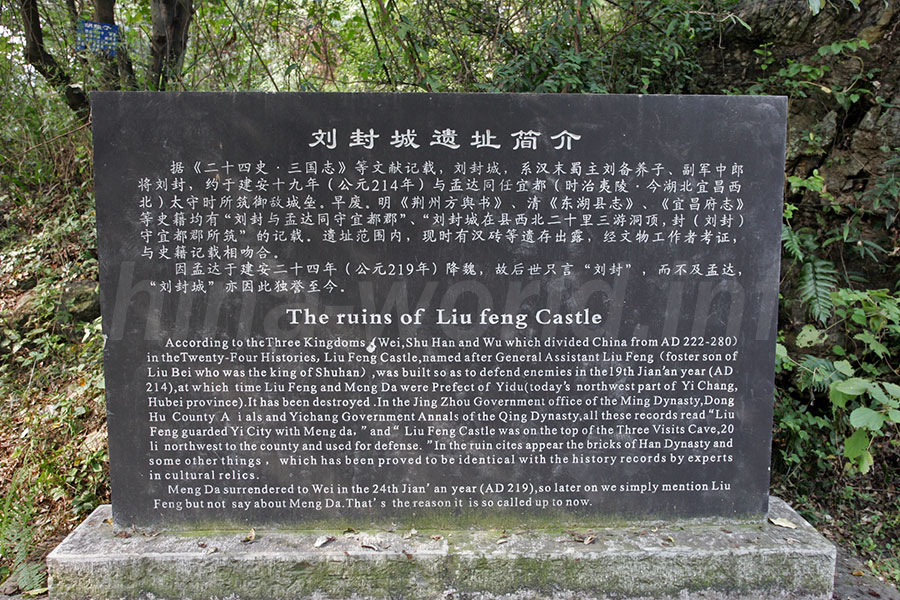 刘封城遗址简介
据《二十四史·三国志》等文献记载，刘封城，系汉末蜀主刘备养子、副军中郎
将刘封，约于建安十九年（公元214年）与孟达同任宜都（时治夷陵·今湖北宜昌西
北）太守时所筑御敌城垒。早废。明《荆州方舆书》、清《东湖县志》、《宜昌府志》
等史籍均有“刘封与孟达同守宜都郡”、“刘封城在县西北二十里三游洞顶，封（刘封）
守宜都郡所筑”的记载。遗址范围内，现时有汉砖等遗存出露，经文物工作者考证，
与史籍记载相吻合。
因孟达于建安二十四年（公元219年）降魏，故后世只言“刘封”，而不及孟达，
“刘封城”亦因此独誉至今。
The ruins of Liu feng Castle
According to theThree Kingdoms（Wei,Shu Han and Wu which divided China from AD 222-280)
in theTwenty-Four Histories, Liu Feng Castle,named after General Assistant Liu Feng (foster son of
Liu Bei who was the king of Shuhan) ,was built so as to defend enemies in the19th Jian'an year (AD
214),at which time Liu Feng and Meng Da were Prefect of Yidu(today's northwest part of Yi Chang,
Hubei province).It has been destroyed.In the Jing Zhou Government office of the Ming Dynasty,Dong
Hu County A i als and Yichang Government Annals of the Qing Dynasty,all these records read “Liu
Feng guarded Yi City with Meng da. ” and “ Liu Feng Castle was on the top of the Three Visits Cave,20
li northwest to the county and used for defense. ”In the ruin cites appear the bricks of Han Dynasty and
some other things , which has been proved to be identical with the history records by experts
in cultural relics.
Meng Da surrendered to Wei in the 24th Jian' an year (AD 219),so later on we simply mention Liu
Feng but not say about Meng Da.That' s the reason it is so called up to now.
china-world.inf